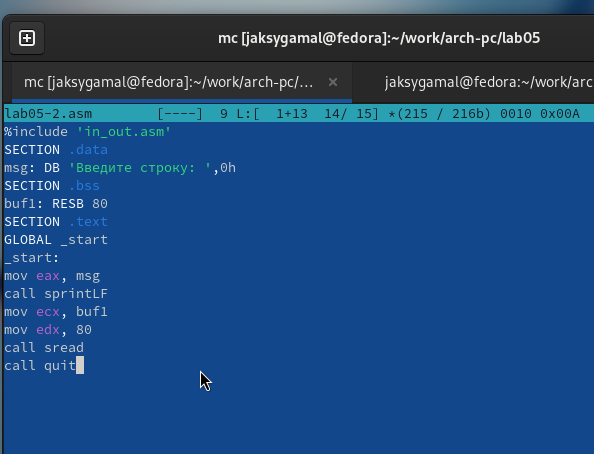 mc [jaksygamal@fedora]:~/work/arch-pc/lab05
mc [jaksygamal@fedora]:~/work/arch-pc/... ×
jaksygamal@fedora:~/work/arc
lab05-2.asm [----] 9 L:[ 1+13 14/ 15] *(215 / 216b) 0010 0x00A
%include 'in_out.asm'
SECTION .data
msg: DB 'Введите строку: ',0h
SECTION .bss
buf1: RESB 80
SECTION .text
GLOBAL _start
_start:
mov eax, msg
call sprintLF
mov ecx, buf1
mov edx, 80
call sread
call quit